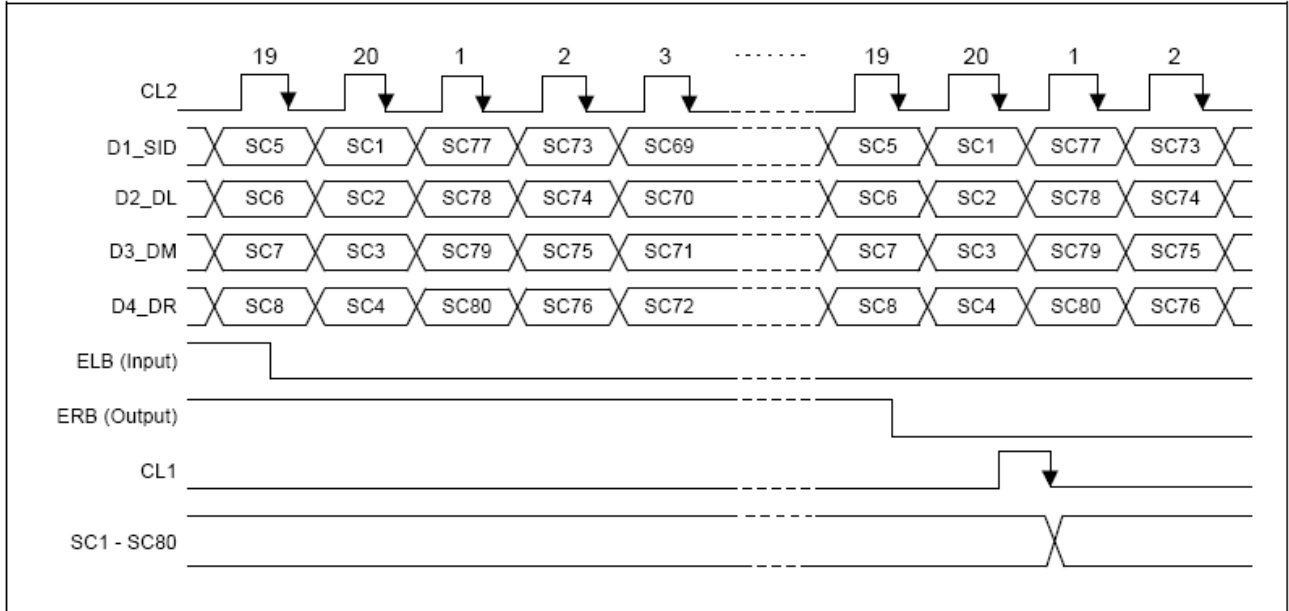 19 20 1 2 3 ....... 19 20 1 2
CL2
D1_SID SC5 SC1 SC77 SC73 SC69 SC5 SC1 SC77 SC73
D2_DL SC6 SC2 SC78 SC74 SC70 SC6 SC2 SC78 SC74
D3_DM SC7 SC3 SC79 SC75 SC71 SC7 SC3 SC79 SC75
D4_DR SC8 SC4 SC80 SC76 SC72 SC8 SC4 SC80 SC76
ELB (Input)
ERB (Output)
CL1
SC1 - SC80